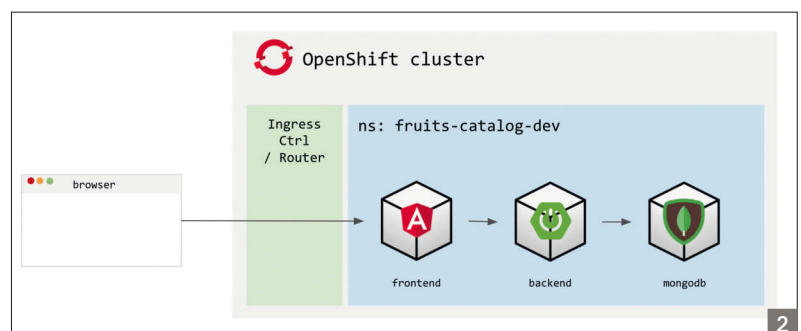 OpenShift cluster
Ingress
Ctrl
/ Router
ns: fruits-catalog-dev
browser
A
frontend
backend
mongodb
2